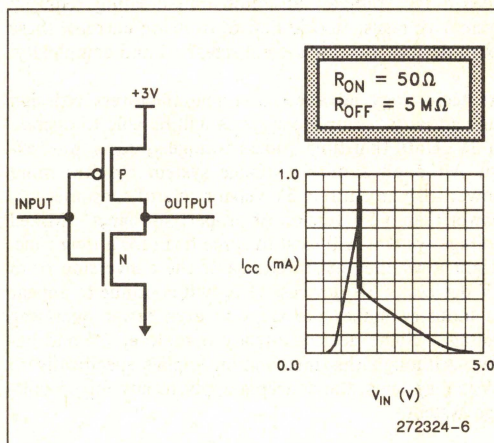 +3V
P
INPUT
OUTPUT
N
R_ON = 50Ω
R_OFF = 5 MΩ
1.0
I_CC (mA)
0.0
5.0
V_IN (V)
272324-6